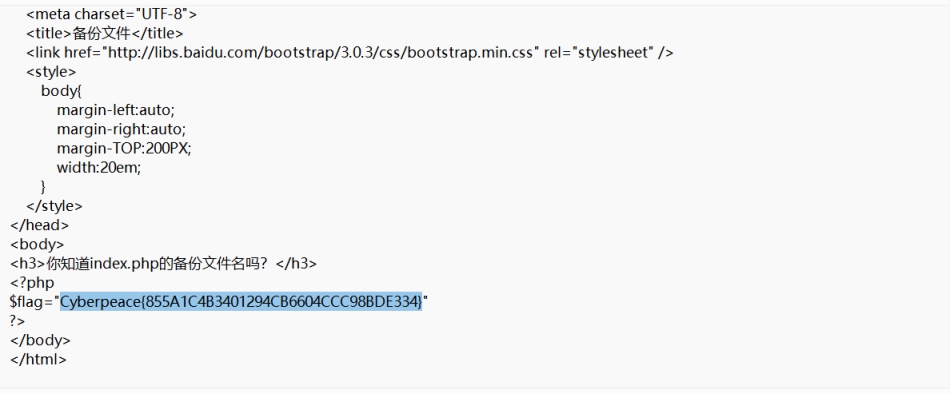 <meta charset="UTF-8">
<title>备份文件</title>
<link href="http://libs.baidu.com/bootstrap/3.0.3/css/bootstrap.min.css" rel="stylesheet" />
<style>
body{
margin-left:auto;
margin-right:auto;
margin-TOP:200PX;
width:20em;
}
</style>
</head>
<body>
<h3>你知道index.php的备份文件名吗？</h3>
<?php
$flag="Cyberpeace{855A1C4B3401294CB6604CCC98BDE334}"
?>
</body>
</html>